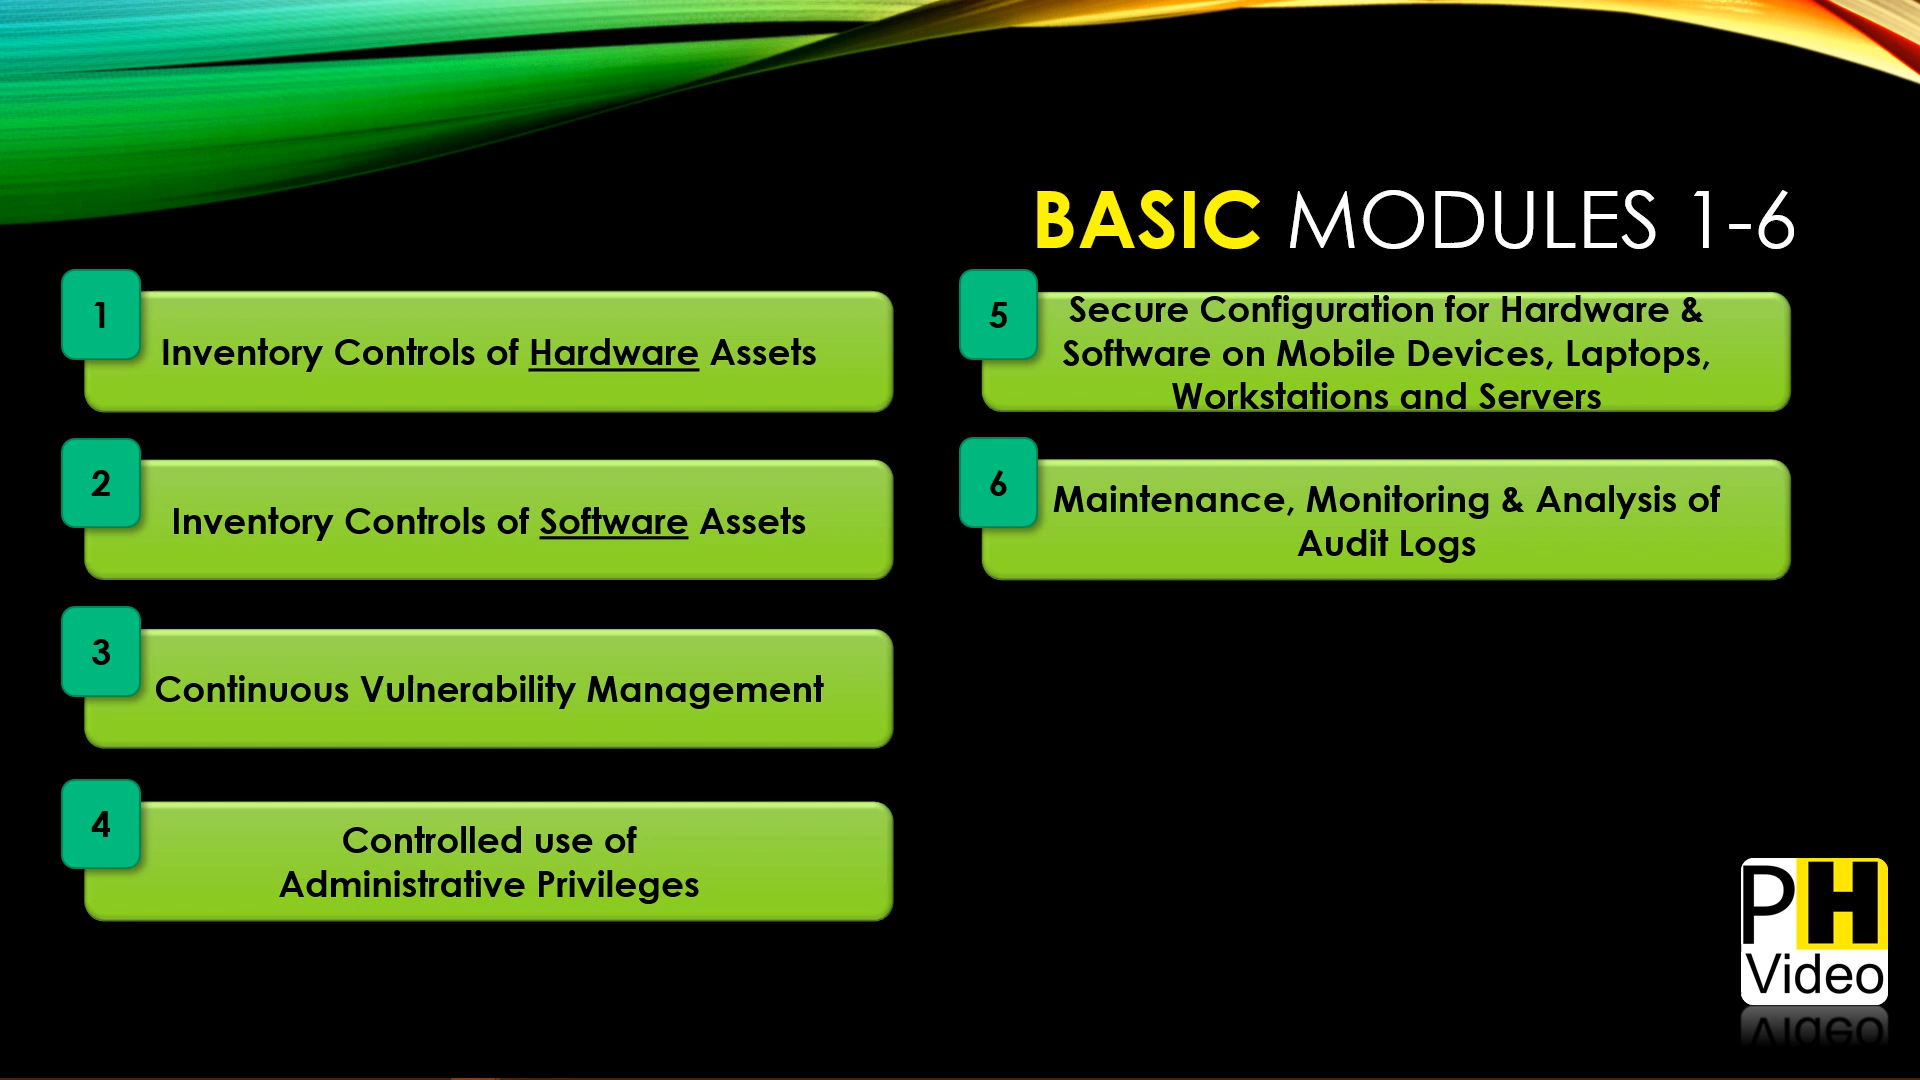 BASIC MODULES 1-6
1
Inventory Controls of Hardware Assets
2
Inventory Controls of Software Assets
3
Continuous Vulnerability Management
4
Controlled use of
Administrative Privileges
5
Secure Configuration for Hardware &
Software on Mobile Devices, Laptops,
Workstations and Servers
6
Maintenance, Monitoring & Analysis of
Audit Logs
PH
Video